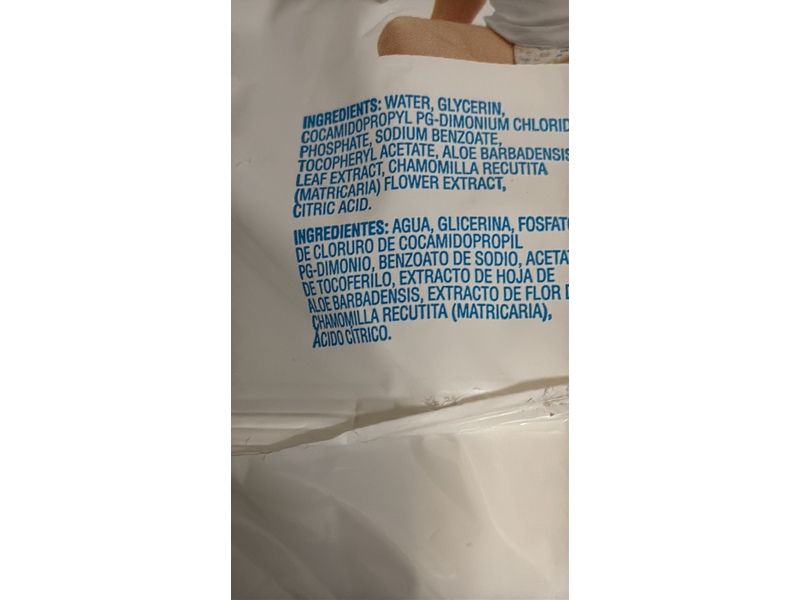 INGREDIENTS: WATER, GLYCERIN,
COCAMIDOPROPYL PG-DIMONIUM CHLORID
PHOSPHATE, SODIUM BENZOATE,
TOCOPHERYL ACETATE, ALOE BARBADENSIS
LEAF EXTRACT, CHAMOMILLA RECUTITA
(MATRICARIA) FLOWER EXTRACT,
CITRIC ACID.
INGREDIENTES: AGUA, GLICERINA, FOSFATO
DE CLORURO DE COCAMIDOPROPIL
PG-DIMONIO, BENZOATO DE SODIO, ACETAT
DE TOCOFERILO, EXTRACTO DE HOJA DE
ALOE BARBADENSIS, EXTRACTO DE FLOR D
CHAMOMILLA RECUTITA (MATRICARIA),
ÁCIDO CÍTRICO.